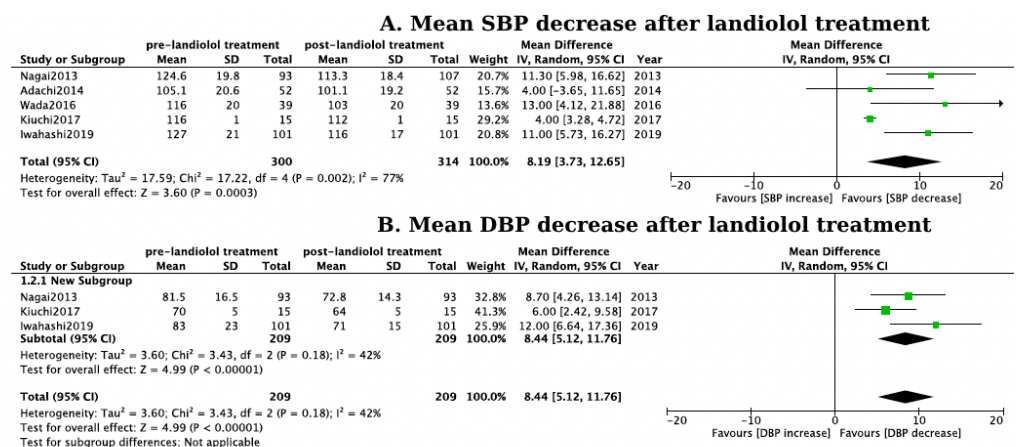 A. Mean SBP decrease after landiolol treatment
pre-landiolol treatment post-landiolol treatment Mean Difference Mean Difference
Study or Subgroup Mean SD Total Mean SD Total Weight IV, Random, 95% CI Year IV, Random, 95% CI
Nagai2013 124.6 19.8 93 113.3 18.4 107 20.7% 11.30 [5.98, 16.62] 2013
Adachi2014 105.1 20.6 52 101.1 19.2 52 15.7% 4.00 [-3.65, 11.65] 2014
Wada2016 116 20 39 103 20 39 13.6% 13.00 [4.12, 21.88] 2016
Kiuchi2017 116 1 15 112 1 15 29.2% 4.00 [3.28, 4.72] 2017
Iwahashi2019 127 21 101 116 17 101 20.8% 11.00 [5.73, 16.27] 2019
Total (95% CI) 300 314 100.0% 8.19 [3.73, 12.65]
Heterogeneity: Tau² = 17.59; Chi² = 17.22, df = 4 (P = 0.002); I² = 77%
Test for overall effect: Z = 3.60 (P = 0.0003)
-20 -10 0 10 20
Favours [SBP increase] Favours [SBP decrease]
B. Mean DBP decrease after landiolol treatment
pre-landiolol treatment post-landiolol treatment Mean Difference Mean Difference
Study or Subgroup Mean SD Total Mean SD Total Weight IV, Random, 95% CI Year IV, Random, 95% CI
1.2.1 New Subgroup
Nagai2013 81.5 16.5 93 72.8 14.3 93 32.8% 8.70 [4.26, 13.14] 2013
Kiuchi2017 70 5 15 64 5 15 41.3% 6.00 [2.42, 9.58] 2017
Iwahashi2019 83 23 101 71 15 101 25.9% 12.00 [6.64, 17.36] 2019
Subtotal (95% CI) 209 209 100.0% 8.44 [5.12, 11.76]
Heterogeneity: Tau² = 3.60; Chi² = 3.43, df = 2 (P = 0.18); I² = 42%
Test for overall effect: Z = 4.99 (P < 0.00001)
Total (95% CI) 209 209 100.0% 8.44 [5.12, 11.76]
Heterogeneity: Tau² = 3.60; Chi² = 3.43, df = 2 (P = 0.18); I² = 42%
Test for overall effect: Z = 4.99 (P < 0.00001)
Test for subgroup differences: Not applicable
-20 -10 0 10 20
Favours [DBP increase] Favours [DBP decrease]